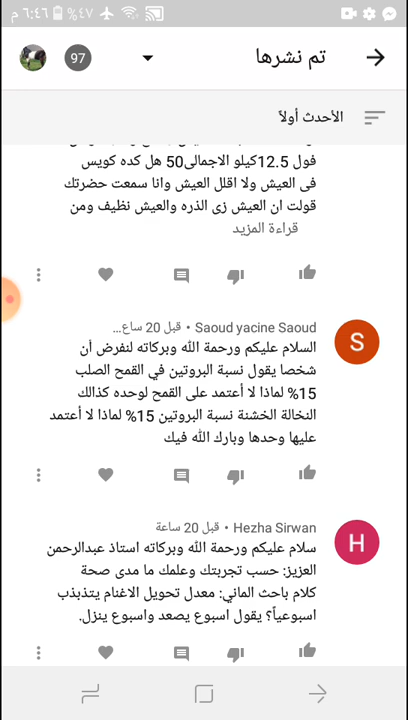 ٦:٤٦ م
%٤٧
تم نشرها
97
الأحدث أولاً
فول 12.5كيلو الاجمالى50 هل كده كويس
فى العيش ولا اقلل العيش وانا سمعت حضرتك
قولت ان العيش زى الذره والعيش نظيف ومن
قراءة المزيد
Saoud yacine Saoud • قبل 20 ساع...
S
السلام عليكم ورحمة الله وبركاته لنفرض أن
شخصا يقول نسبة البروتين في القمح الصلب
15% لماذا لا أعتمد على القمح لوحده كذالك
النخالة الخشنة نسبة البروتين 15% لماذا لا أعتمد
عليها وحدها وبارك الله فيك
Hezha Sirwan • قبل 20 ساعة
H
سلام عليكم ورحمة الله وبركاته استاذ عبدالرحمن
العزيز: حسب تجربتك وعلمك ما مدى صحة
كلام باحث الماني: معدل تحويل الاغنام يتذبذب
اسبوعياً؟ يقول اسبوع يصعد واسبوع ينزل.